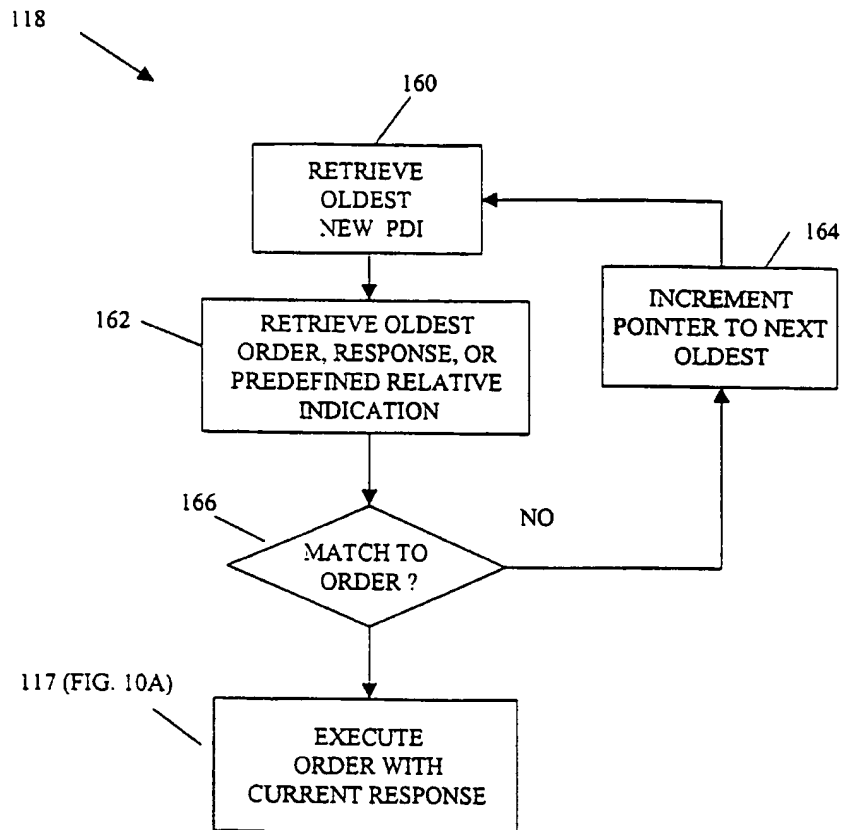 118
160
RETRIEVE
OLDEST
NEW PDI
164
INCREMENT
POINTER TO NEXT
OLDEST
162
RETRIEVE OLDEST
ORDER, RESPONSE, OR
PREDEFINED RELATIVE
INDICATION
166
NO
MATCH TO
ORDER ?
117 (FIG. 10A)
EXECUTE
ORDER WITH
CURRENT RESPONSE